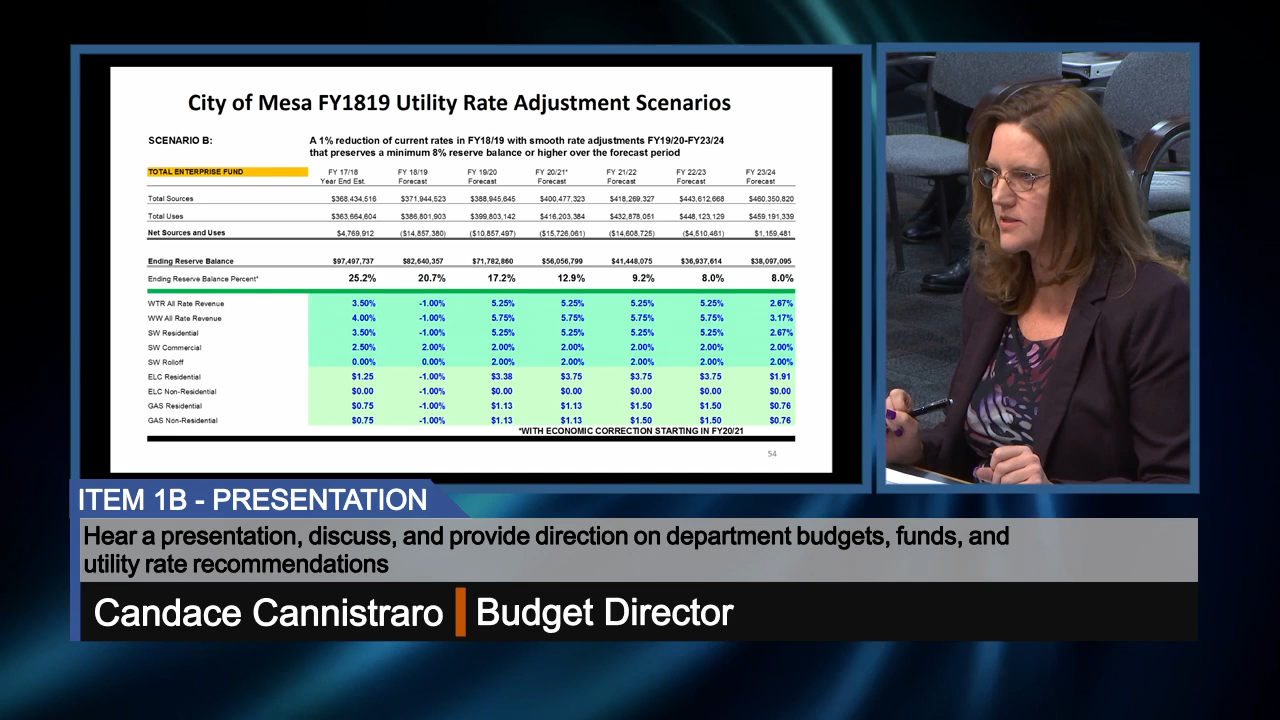 City of Mesa FY1819 Utility Rate Adjustment Scenarios
SCENARIO B: A 1% reduction of current rates in FY18/19 with smooth rate adjustments FY19/20-FY23/24
that preserves a minimum 8% reserve balance or higher over the forecast period
TOTAL ENTERPRISE FUND FY 17/18 FY 18/19 FY 19/20 FY 20/21* FY 21/22 FY 22/23 FY 23/24
Year End Est. Forecast Forecast Forecast Forecast Forecast Forecast
Total Sources $368,434,516 $371,944,523 $388,945,645 $400,477,323 $418,269,327 $443,612,668 $460,350,820
Total Uses $363,664,604 $386,801,903 $399,803,142 $416,203,384 $432,878,051 $448,123,129 $459,191,339
Net Sources and Uses $4,769,912 ($14,857,380) ($10,857,497) ($15,726,061) ($14,608,725) ($4,510,461) $1,159,481
Ending Reserve Balance $97,497,737 $82,640,357 $71,782,860 $56,056,799 $41,448,075 $36,937,614 $38,097,095
Ending Reserve Balance Percent* 25.2% 20.7% 17.2% 12.9% 9.2% 8.0% 8.0%
WTR All Rate Revenue 3.50% -1.00% 5.25% 5.25% 5.25% 5.25% 2.67%
WW All Rate Revenue 4.00% -1.00% 5.75% 5.75% 5.75% 5.75% 3.17%
SW Residential 3.50% -1.00% 5.25% 5.25% 5.25% 5.25% 2.67%
SW Commercial 2.50% 2.00% 2.00% 2.00% 2.00% 2.00% 2.00%
SW Rolloff 0.00% 0.00% 2.00% 2.00% 2.00% 2.00% 2.00%
ELC Residential $1.25 -1.00% $3.38 $3.75 $3.75 $3.75 $1.91
ELC Non-Residential $0.00 -1.00% $0.00 $0.00 $0.00 $0.00 $0.00
GAS Residential $0.75 -1.00% $1.13 $1.13 $1.50 $1.50 $0.76
GAS Non-Residential $0.75 -1.00% $1.13 $1.13 $1.50 $1.50 $0.76
*WITH ECONOMIC CORRECTION STARTING IN FY20/21
54
ITEM 1B - PRESENTATION
Hear a presentation, discuss, and provide direction on department budgets, funds, and
utility rate recommendations
Candace Cannistraro Budget Director